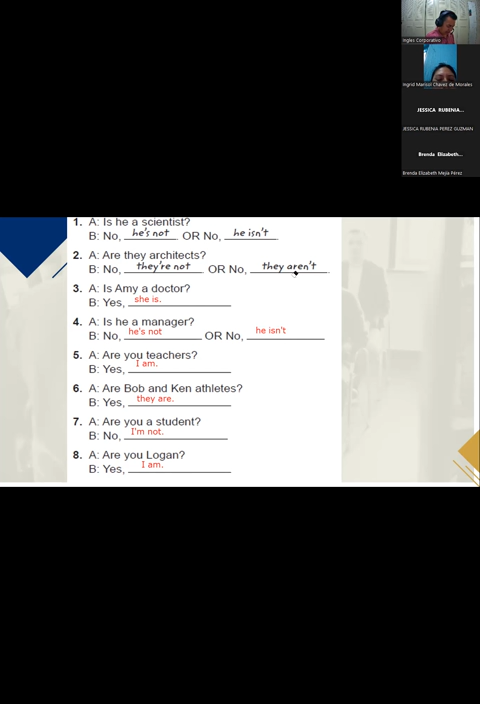 Ingles Corporativo
Ingrid Marisol Chavez de Morales
JESSICA RUBENIA...
JESSICA RUBENIA PEREZ GUZMAN
Brenda Elizabeth...
Brenda Elizabeth Mejía Pérez
1. A: Is he a scientist?
B: No, he's not OR No, he isn't.
2. A: Are they architects?
B: No, they're not OR No, they aren't.
3. A: Is Amy a doctor?
B: Yes, she is.
4. A: Is he a manager?
B: No, he's not OR No, he isn't
5. A: Are you teachers?
B: Yes, I am.
6. A: Are Bob and Ken athletes?
B: Yes, they are.
7. A: Are you a student?
B: No, I'm not.
8. A: Are you Logan?
B: Yes, I am.